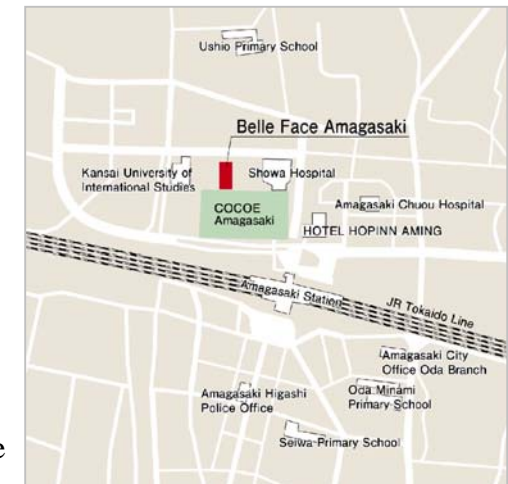 Ushio Primary School
Belle Face Amagasaki
Kansai University of
International Studies
Showa Hospital
COCOE
Amagasaki
Amagasaki Chuou Hospital
HOTEL HOPINN AMING
Amagasaki Station
JR Tokaido Line
Amagasaki City
Office Oda Branch
Amagasaki Higashi
Police Office
Oda Minami
Primary School
Seiwa Primary School
e